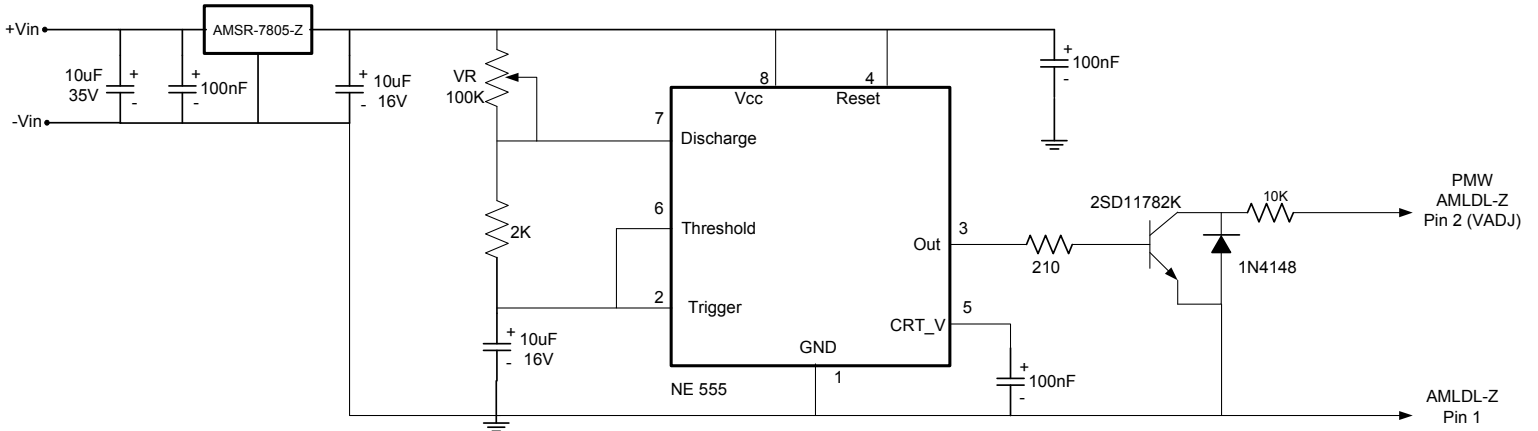 +Vin
AMSR-7805-Z
-Vin
10uF
35V
+
-
+
-
100nF
+
-
10uF
16V
VR
100K
8
4
Vcc
Reset
+
-
100nF
7
Discharge
6
Threshold
2K
2
Trigger
+
-
10uF
16V
3
Out
210
2SD11782K
10K
1N4148
PMW
AMLDL-Z
Pin 2 (VADJ)
5
CRT_V
GND
1
NE 555
+
-
100nF
AMLDL-Z
Pin 1